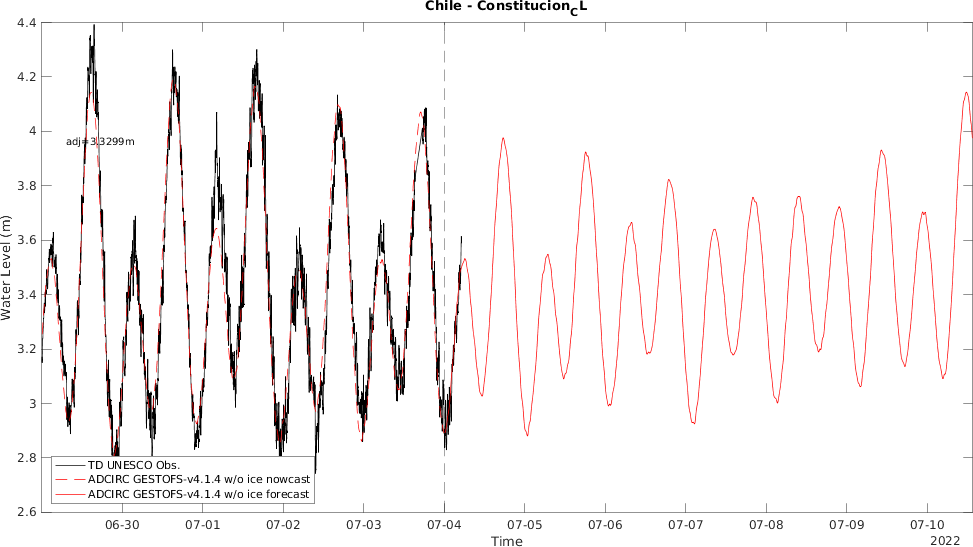 Chile - Constitucion_CL
4.4
4.2
4
3.8
3.6
3.4
3.2
3
2.8
2.6
Water Level (m)
adj=3.3299m
TD UNESCO Obs.
ADCIRC GESTOFS-v4.1.4 w/o ice nowcast
ADCIRC GESTOFS-v4.1.4 w/o ice forecast
06-30 07-01 07-02 07-03 07-04 07-05 07-06 07-07 07-08 07-09 07-10
Time
2022